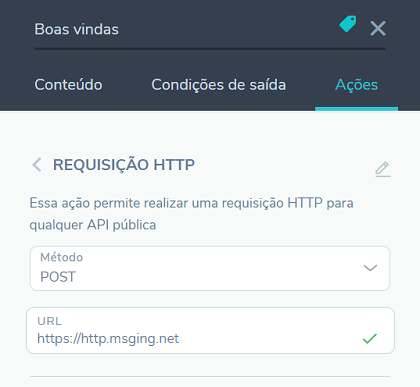 Boas vindas
Conteúdo Condições de saída Ações
REQUISIÇÃO HTTP
Essa ação permite realizar uma requisição HTTP para
qualquer API pública
Método
POST
URL
https://http.msging.net